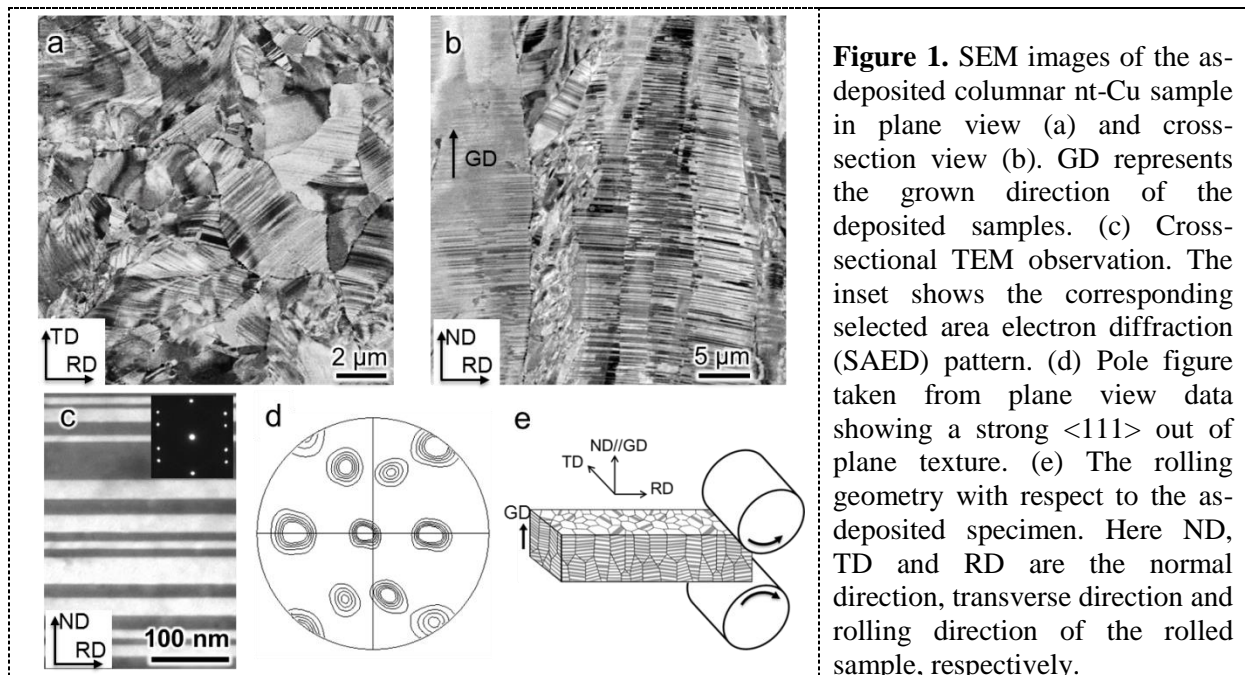 a
TD
RD
2 µm
b
GD
ND
RD
5 µm
c
ND
RD
100 nm
d
e
ND//GD
TD
RD
GD
Figure 1. SEM images of the as-
deposited columnar nt-Cu sample
in plane view (a) and cross-
section view (b). GD represents
the grown direction of the
deposited samples. (c) Cross-
sectional TEM observation. The
inset shows the corresponding
selected area electron diffraction
(SAED) pattern. (d) Pole figure
taken from plane view data
showing a strong <111> out of
plane texture. (e) The rolling
geometry with respect to the as-
deposited specimen. Here ND,
TD and RD are the normal
direction, transverse direction and
rolling direction of the rolled
sample, respectively.